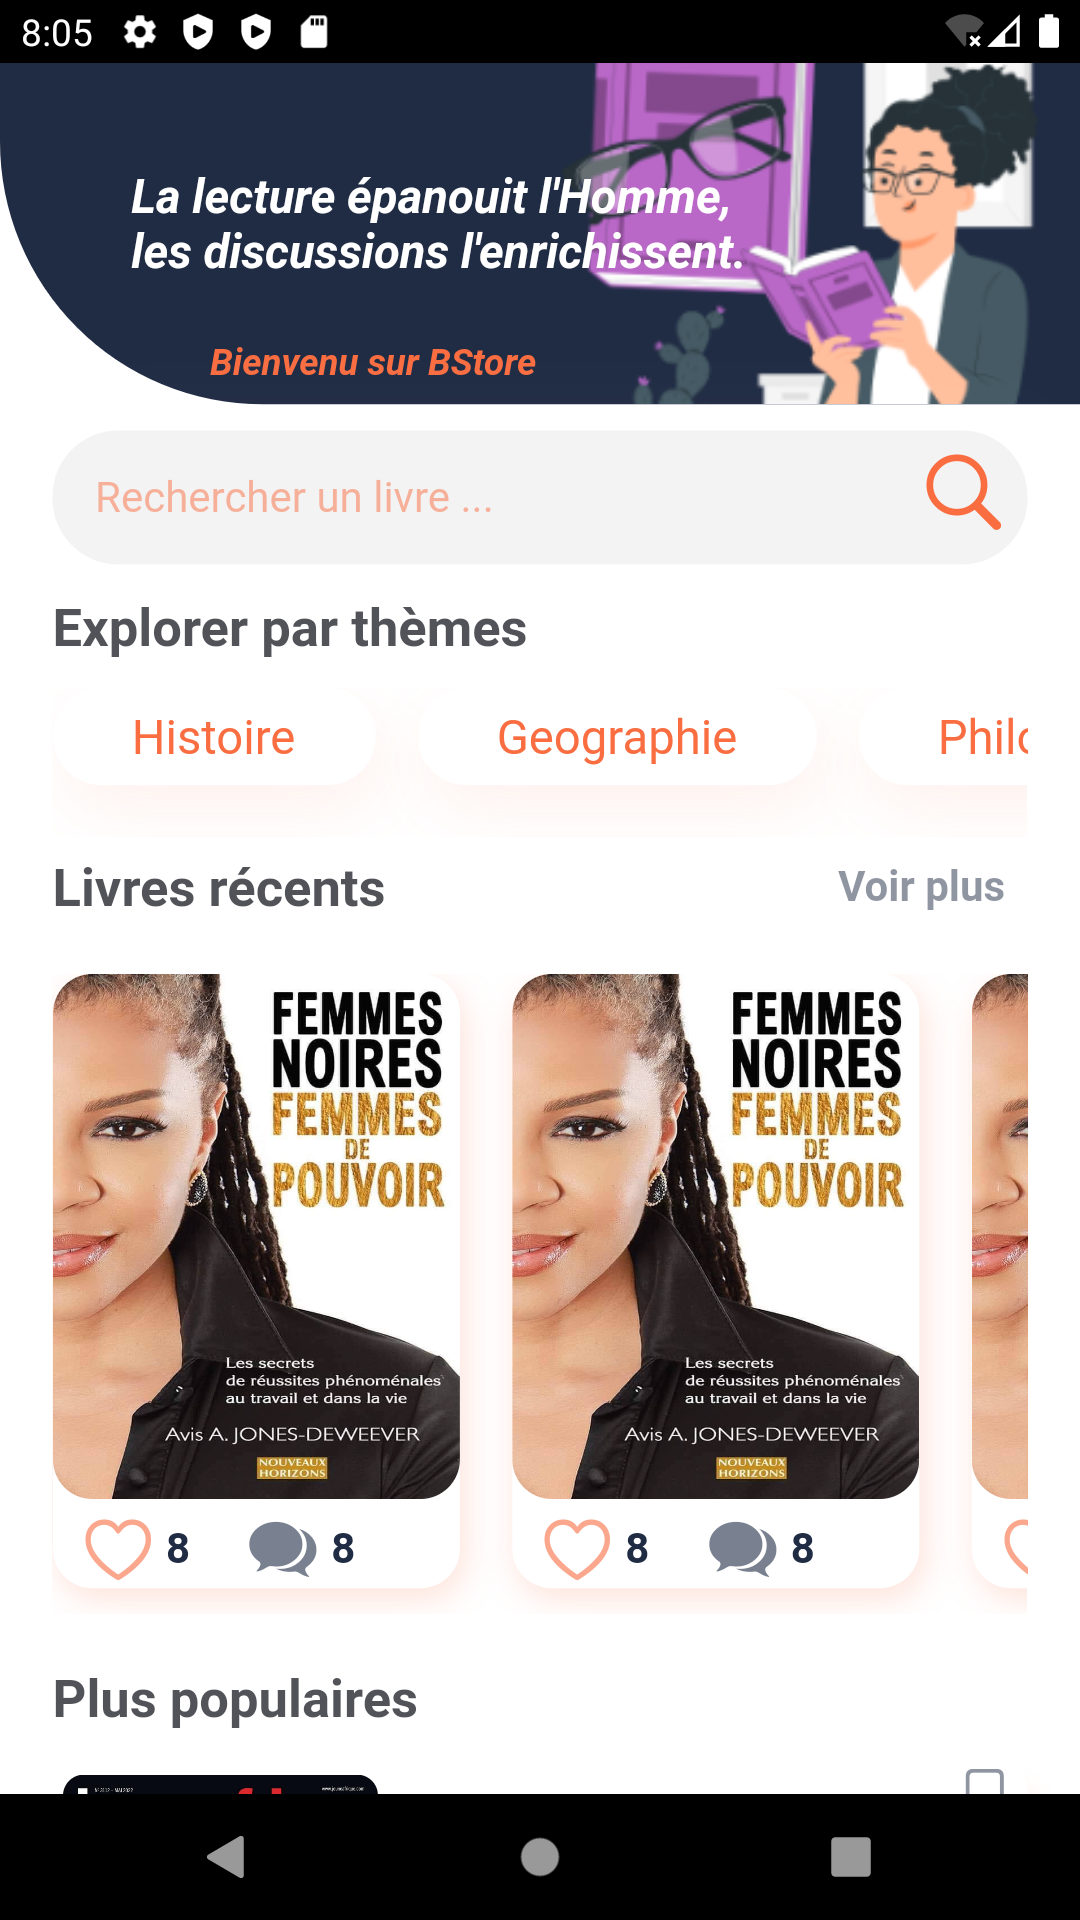 8:05
La lecture épanouit l'Homme,
les discussions l'enrichissent.
Bienvenu sur BStore
Rechercher un livre ...
Explorer par thèmes
Histoire Geographie Philo
Livres récents Voir plus
FEMMES
NOIRES
FEMMES
DE
POUVOIR
Les secrets
de réussites phénoménales
au travail et dans la vie
Avis A. JONES-DEWEEVER
NOUVEAUX
HORIZONS
8 8
FEMMES
NOIRES
FEMMES
DE
POUVOIR
Les secrets
de réussites phénoménales
au travail et dans la vie
Avis A. JONES-DEWEEVER
NOUVEAUX
HORIZONS
8 8
Plus populaires
www.jeuneafrique.com